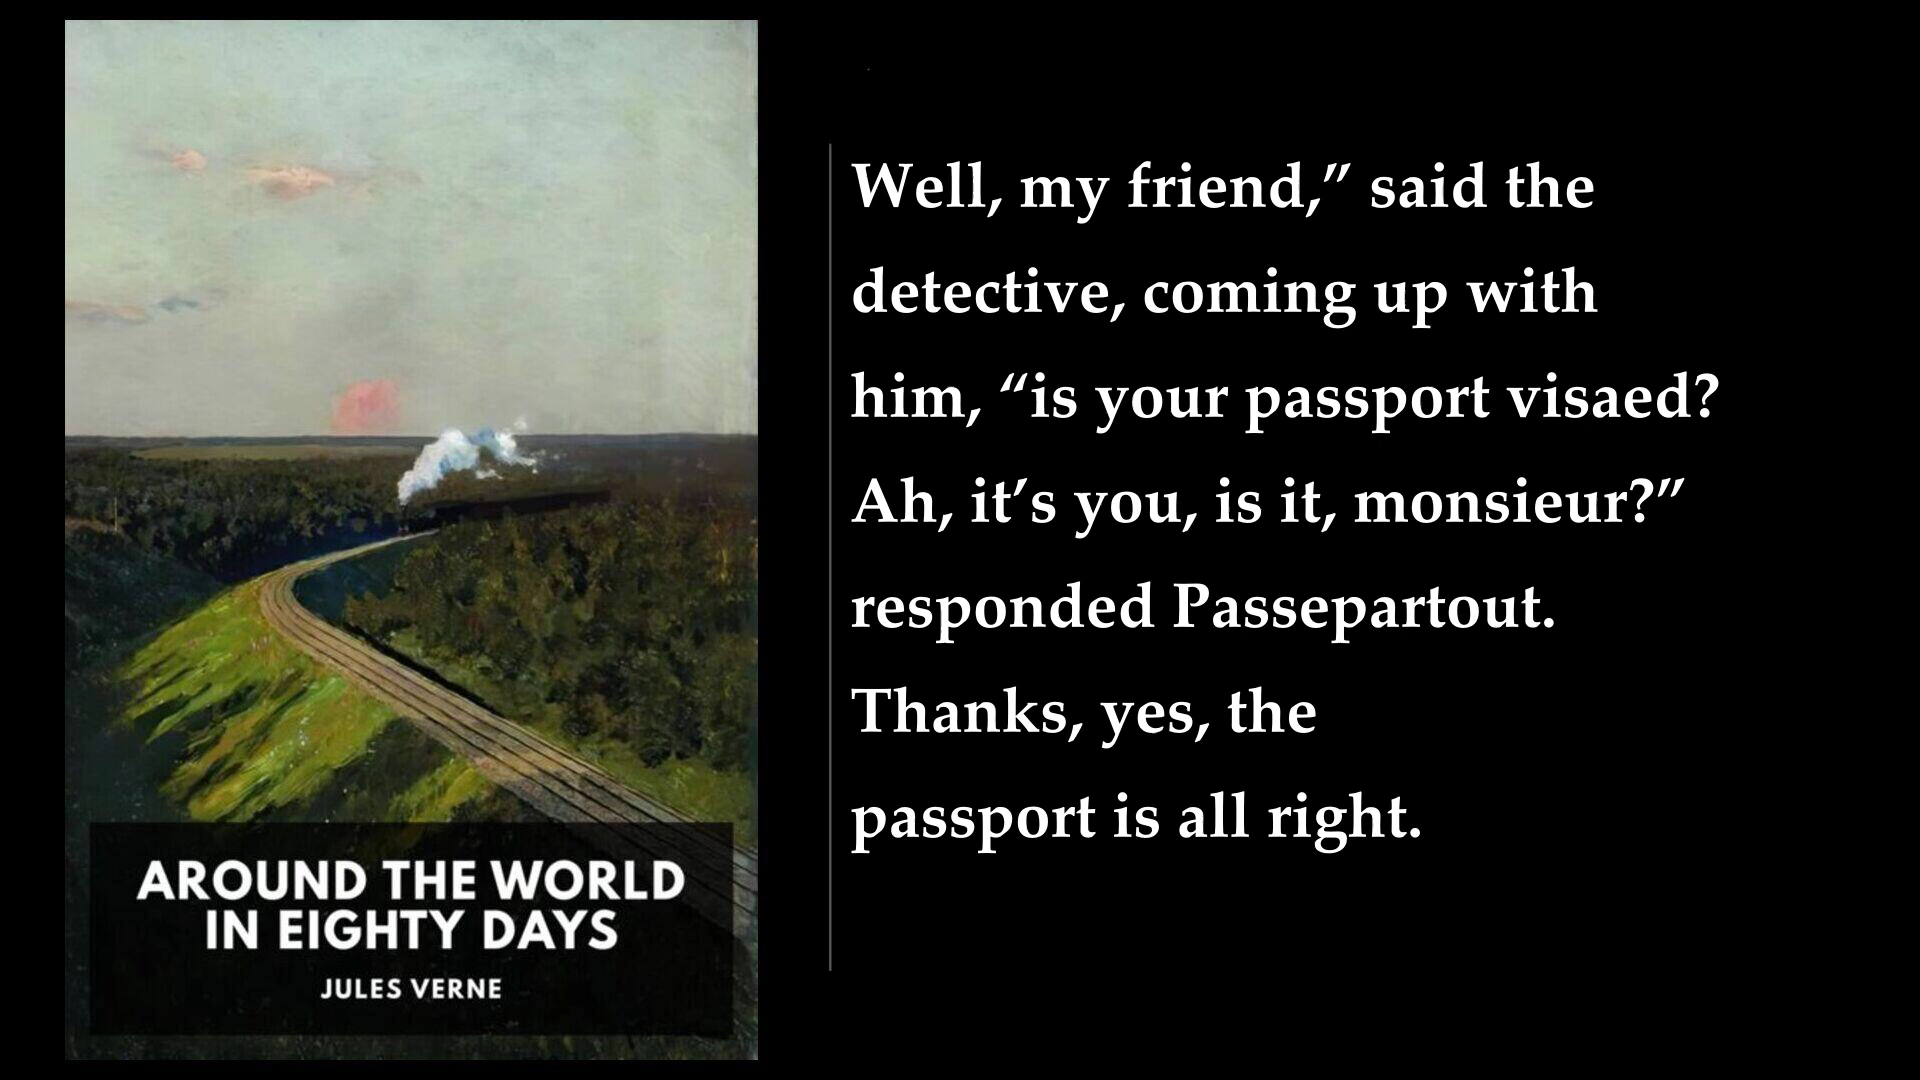 AROUND THE WORLD
IN EIGHTY DAYS
JULES VERNE
Well, my friend,” said the
detective, coming up with
him, “is your passport visaed?
Ah, it’s you, is it, monsieur?”
responded Passepartout.
Thanks, yes, the
passport is all right.